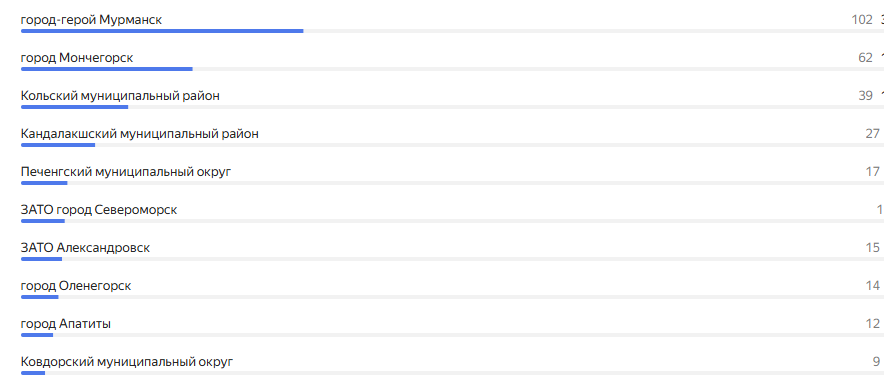 город-герой Мурманск 102
город Мончегорск 62
Кольский муниципальный район 39
Кандалакшский муниципальный район 27
Печенгский муниципальный округ 17
ЗАТО город Североморск
ЗАТО Александровск 15
город Оленегорск 14
город Апатиты 12
Ковдорский муниципальный округ 9